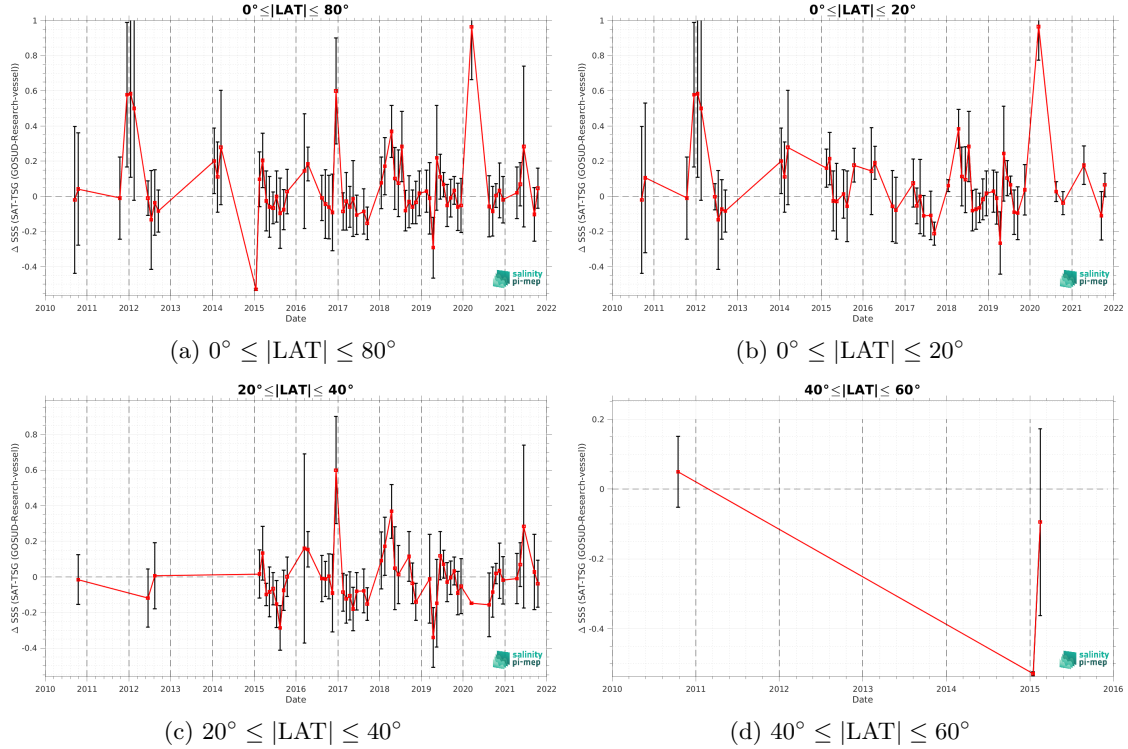 0°≤|LAT|≤ 80°
Δ SSS (SAT-TSG (GOSUD-Research-vessel))
1
0.8
0.6
0.4
0.2
0
-0.2
-0.4
salinity
pi-mep
2010 2011 2012 2013 2014 2015 2016 2017 2018 2019 2020 2021 2022
Date
(a) 0° ≤ |LAT| ≤ 80°
0°≤|LAT|≤ 20°
Δ SSS (SAT-TSG (GOSUD-Research-vessel))
1
0.8
0.6
0.4
0.2
0
-0.2
-0.4
salinity
pi-mep
2010 2011 2012 2013 2014 2015 2016 2017 2018 2019 2020 2021 2022
Date
(b) 0° ≤ |LAT| ≤ 20°
20°≤|LAT|≤ 40°
Δ SSS (SAT-TSG (GOSUD-Research-vessel))
0.8
0.6
0.4
0.2
0
-0.2
-0.4
salinity
pi-mep
2010 2011 2012 2013 2014 2015 2016 2017 2018 2019 2020 2021 2022
Date
(c) 20° ≤ |LAT| ≤ 40°
40°≤|LAT|≤ 60°
Δ SSS (SAT-TSG (GOSUD-Research-vessel))
0.2
0
-0.2
-0.4
salinity
pi-mep
2010 2011 2012 2013 2014 2015 2016
Date
(d) 40° ≤ |LAT| ≤ 60°